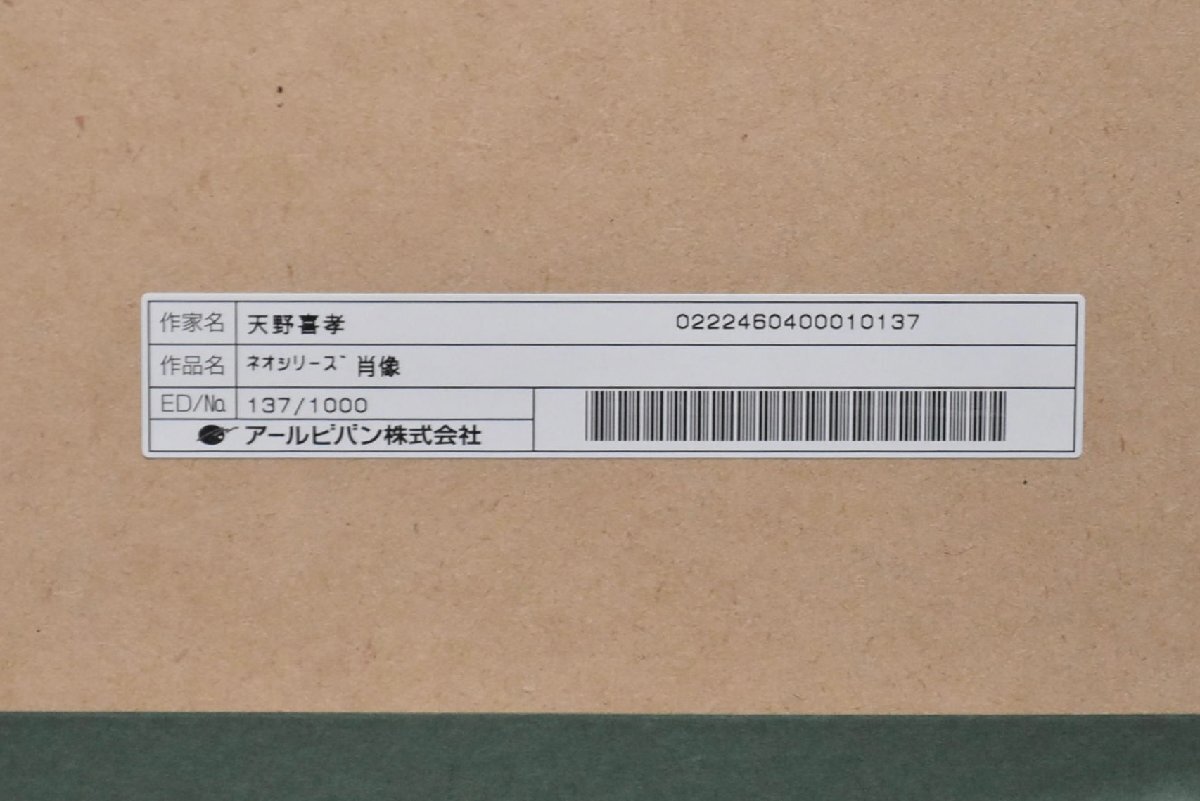 作家名 天野喜孝 0222460400010137
作品名 ネオシリーズ 肖像
ED/№ 137/1000
アールビバン株式会社